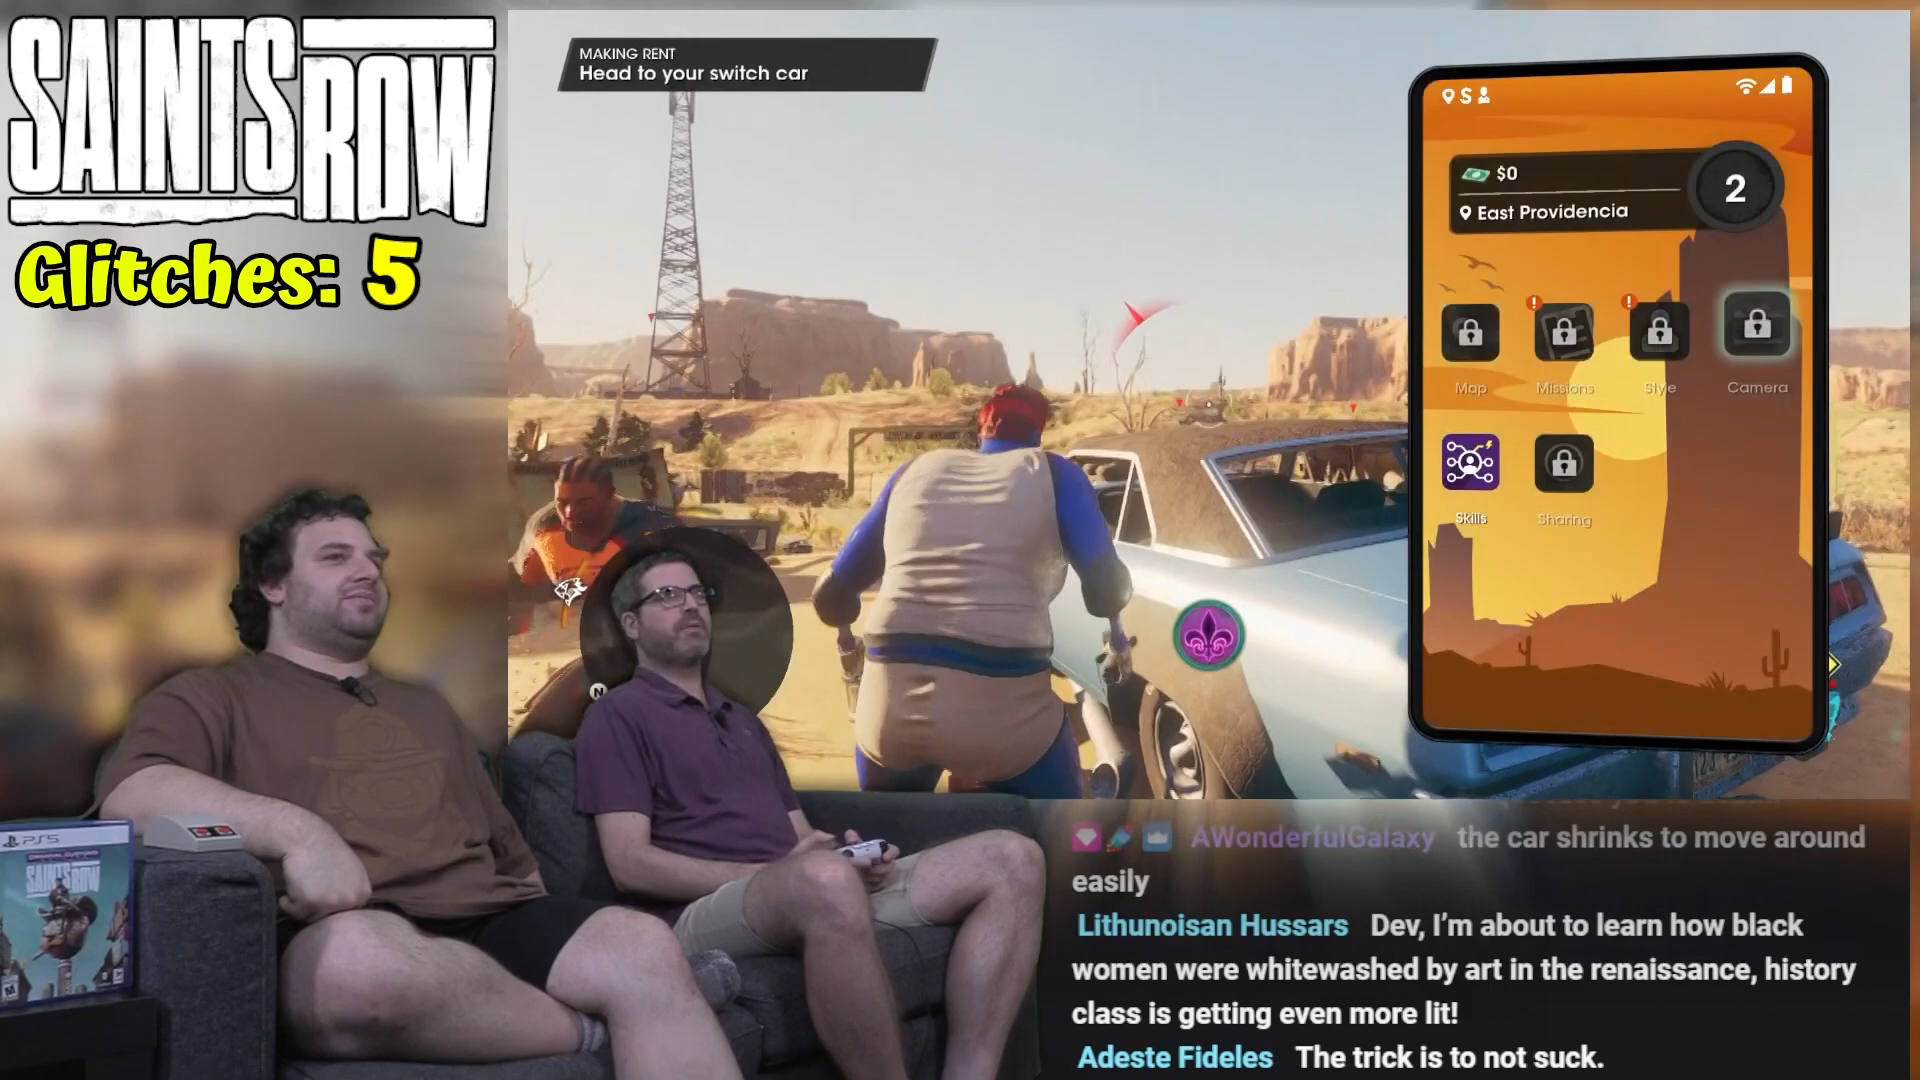 SAINTS ROW
Glitches: 5
MAKING RENT
Head to your switch car
$0
2
East Providencia
Map
Missions
Style
Camera
Skills
Sharing
N
PS5
SAINTS ROW
AWonderfulGalaxy the car shrinks to move around
easily
Lithunoisan Hussars Dev, I’m about to learn how black
women were whitewashed by art in the renaissance, history
class is getting even more lit!
Adeste Fideles The trick is to not suck.